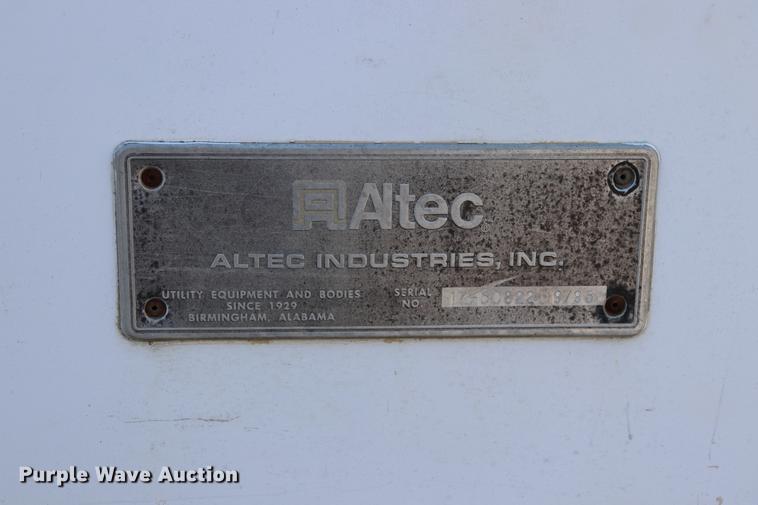 Altec
ALTEC INDUSTRIES, INC.
UTILITY EQUIPMENT AND BODIES
SINCE 1929
BIRMINGHAM, ALABAMA
SERIAL
NO.
Purple Wave Auction